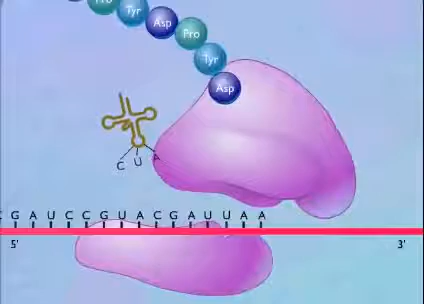 Pro
Tyr
Asp
Pro
Tyr
Asp
C U A
C G A U C C G U A C G A U U A A
5' 3'